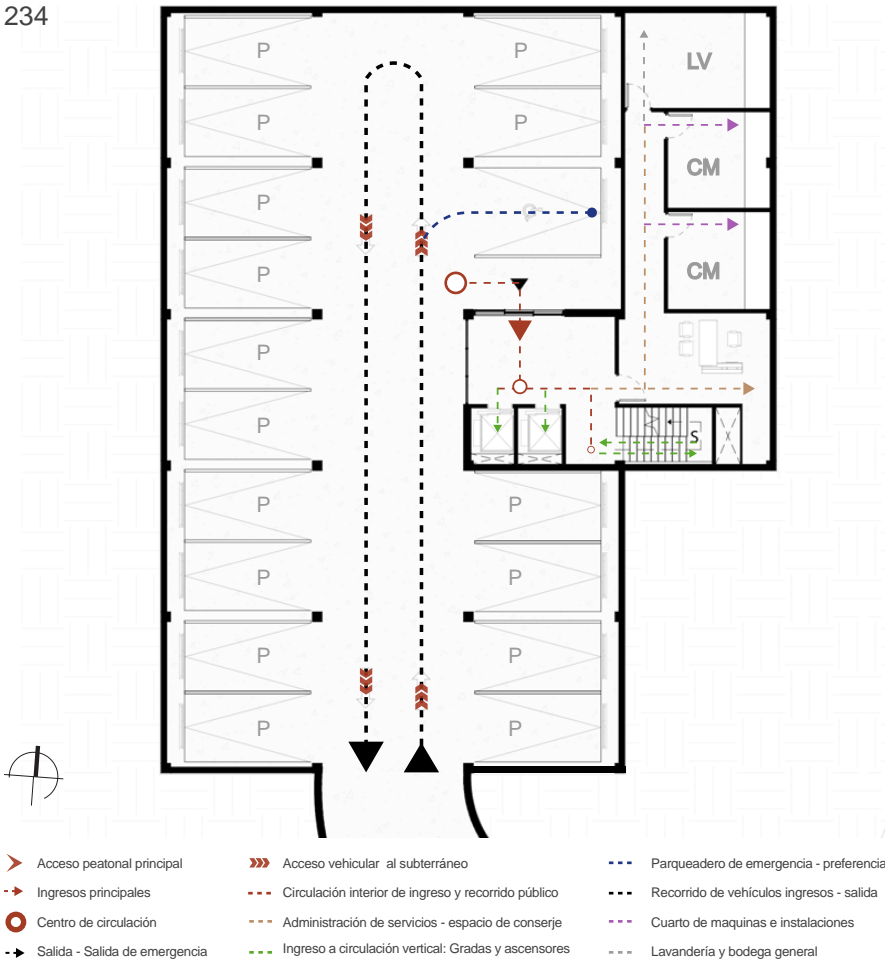 234
P P LV
P P
CM
P
P CM
P
P
P P
P P
S
P P
P P
Acceso peatonal principal
Ingresos principales
Centro de circulación
Salida - Salida de emergencia
Acceso vehicular al subterráneo
Circulación interior de ingreso y recorrido público
Administración de servicios - espacio de conserje
Ingreso a circulación vertical: Gradas y ascensores
Parqueadero de emergencia - preferencia
Recorrido de vehículos ingresos - salida
Cuarto de maquinas e instalaciones
Lavandería y bodega general